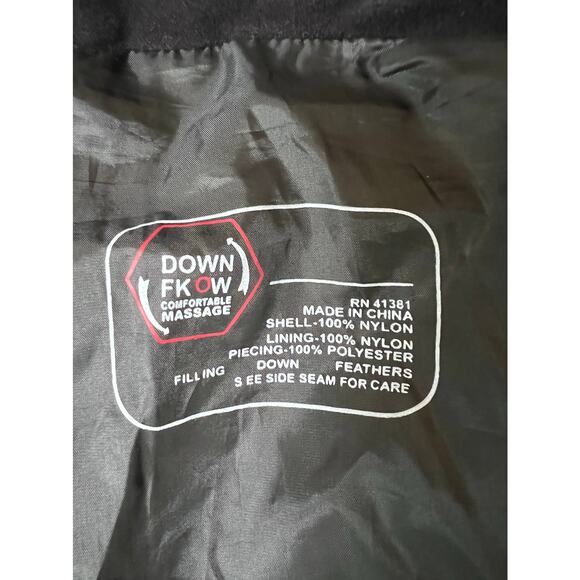 DOWN
FKOW
COMFORTABLE
MASSAGE
RN 41381
MADE IN CHINA
SHELL-100% NYLON
LINING-100% NYLON
PIECING-100% POLYESTER
FILLING DOWN FEATHERS
S EE SIDE SEAM FOR CARE